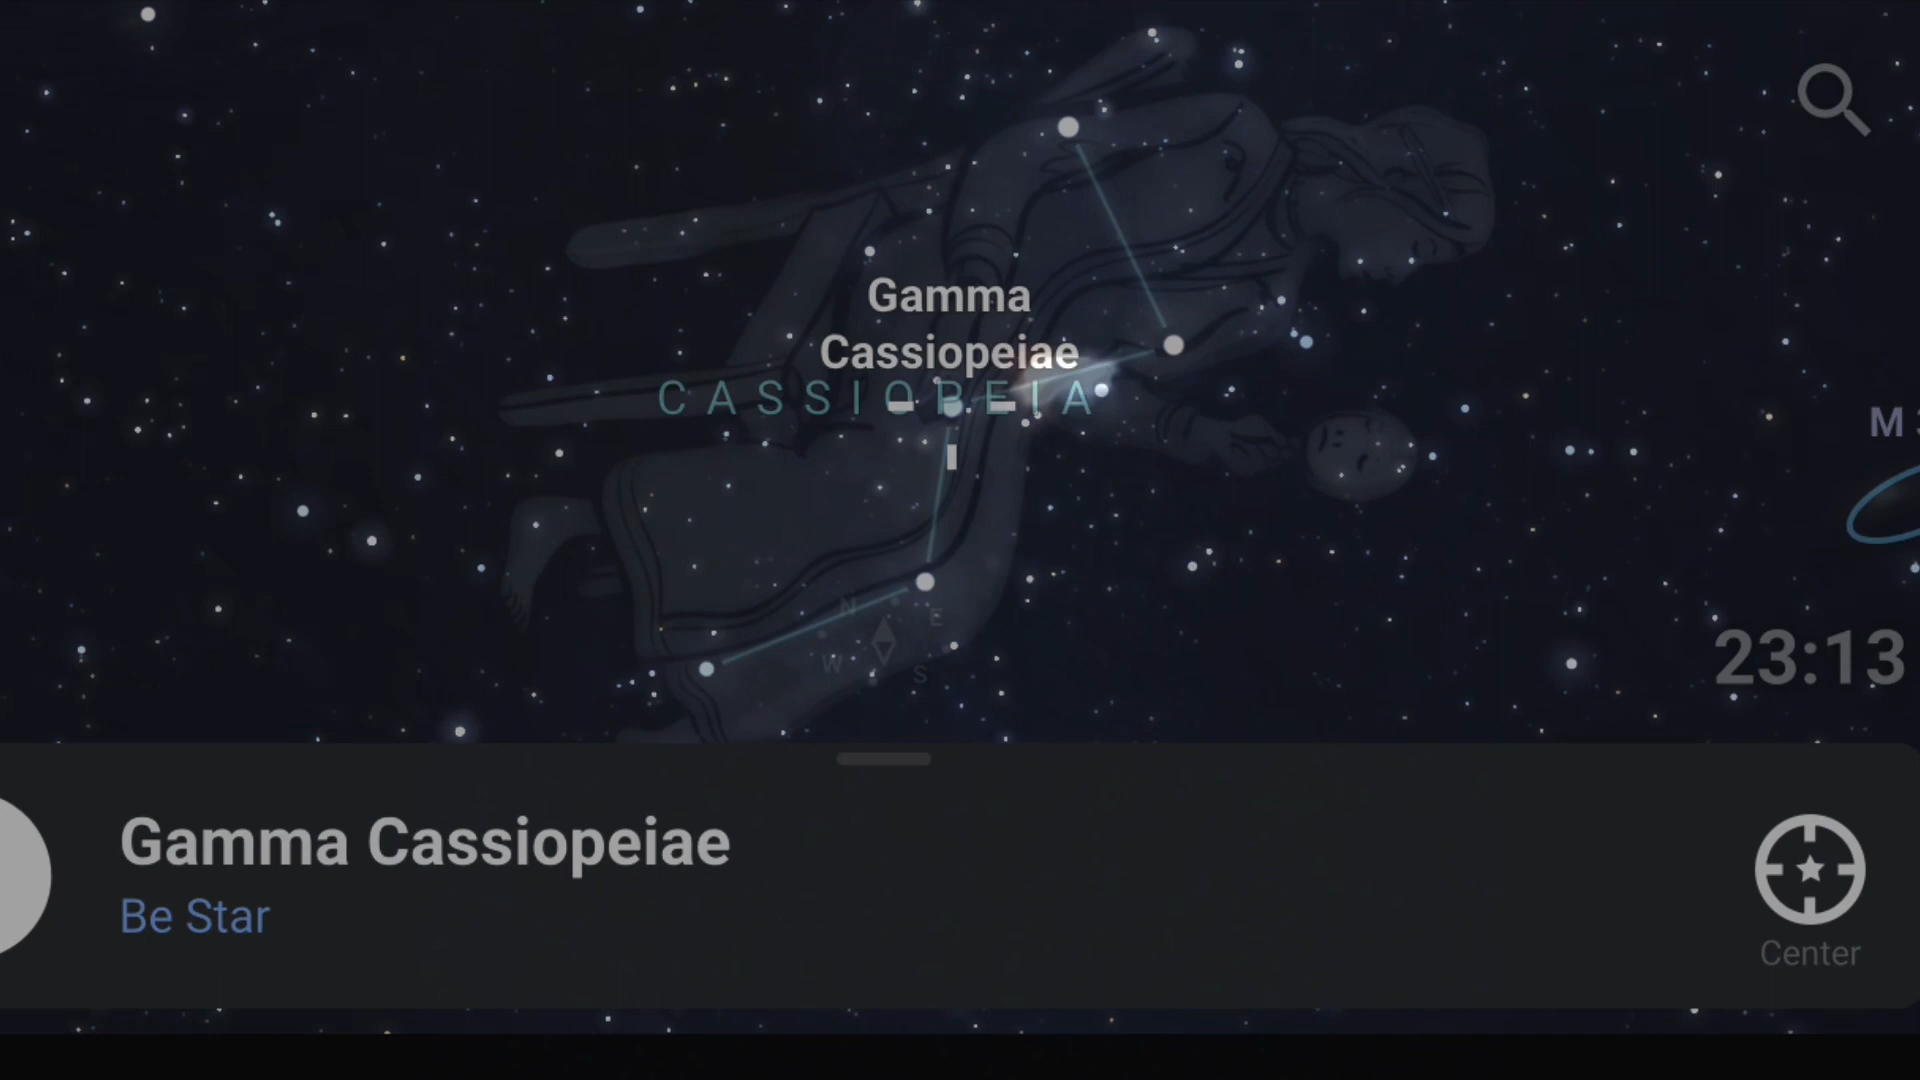 Gamma
Cassiopeiae
CASSIOPEIA
M
N
E
W
S
23:13
Gamma Cassiopeiae
Be Star
Center